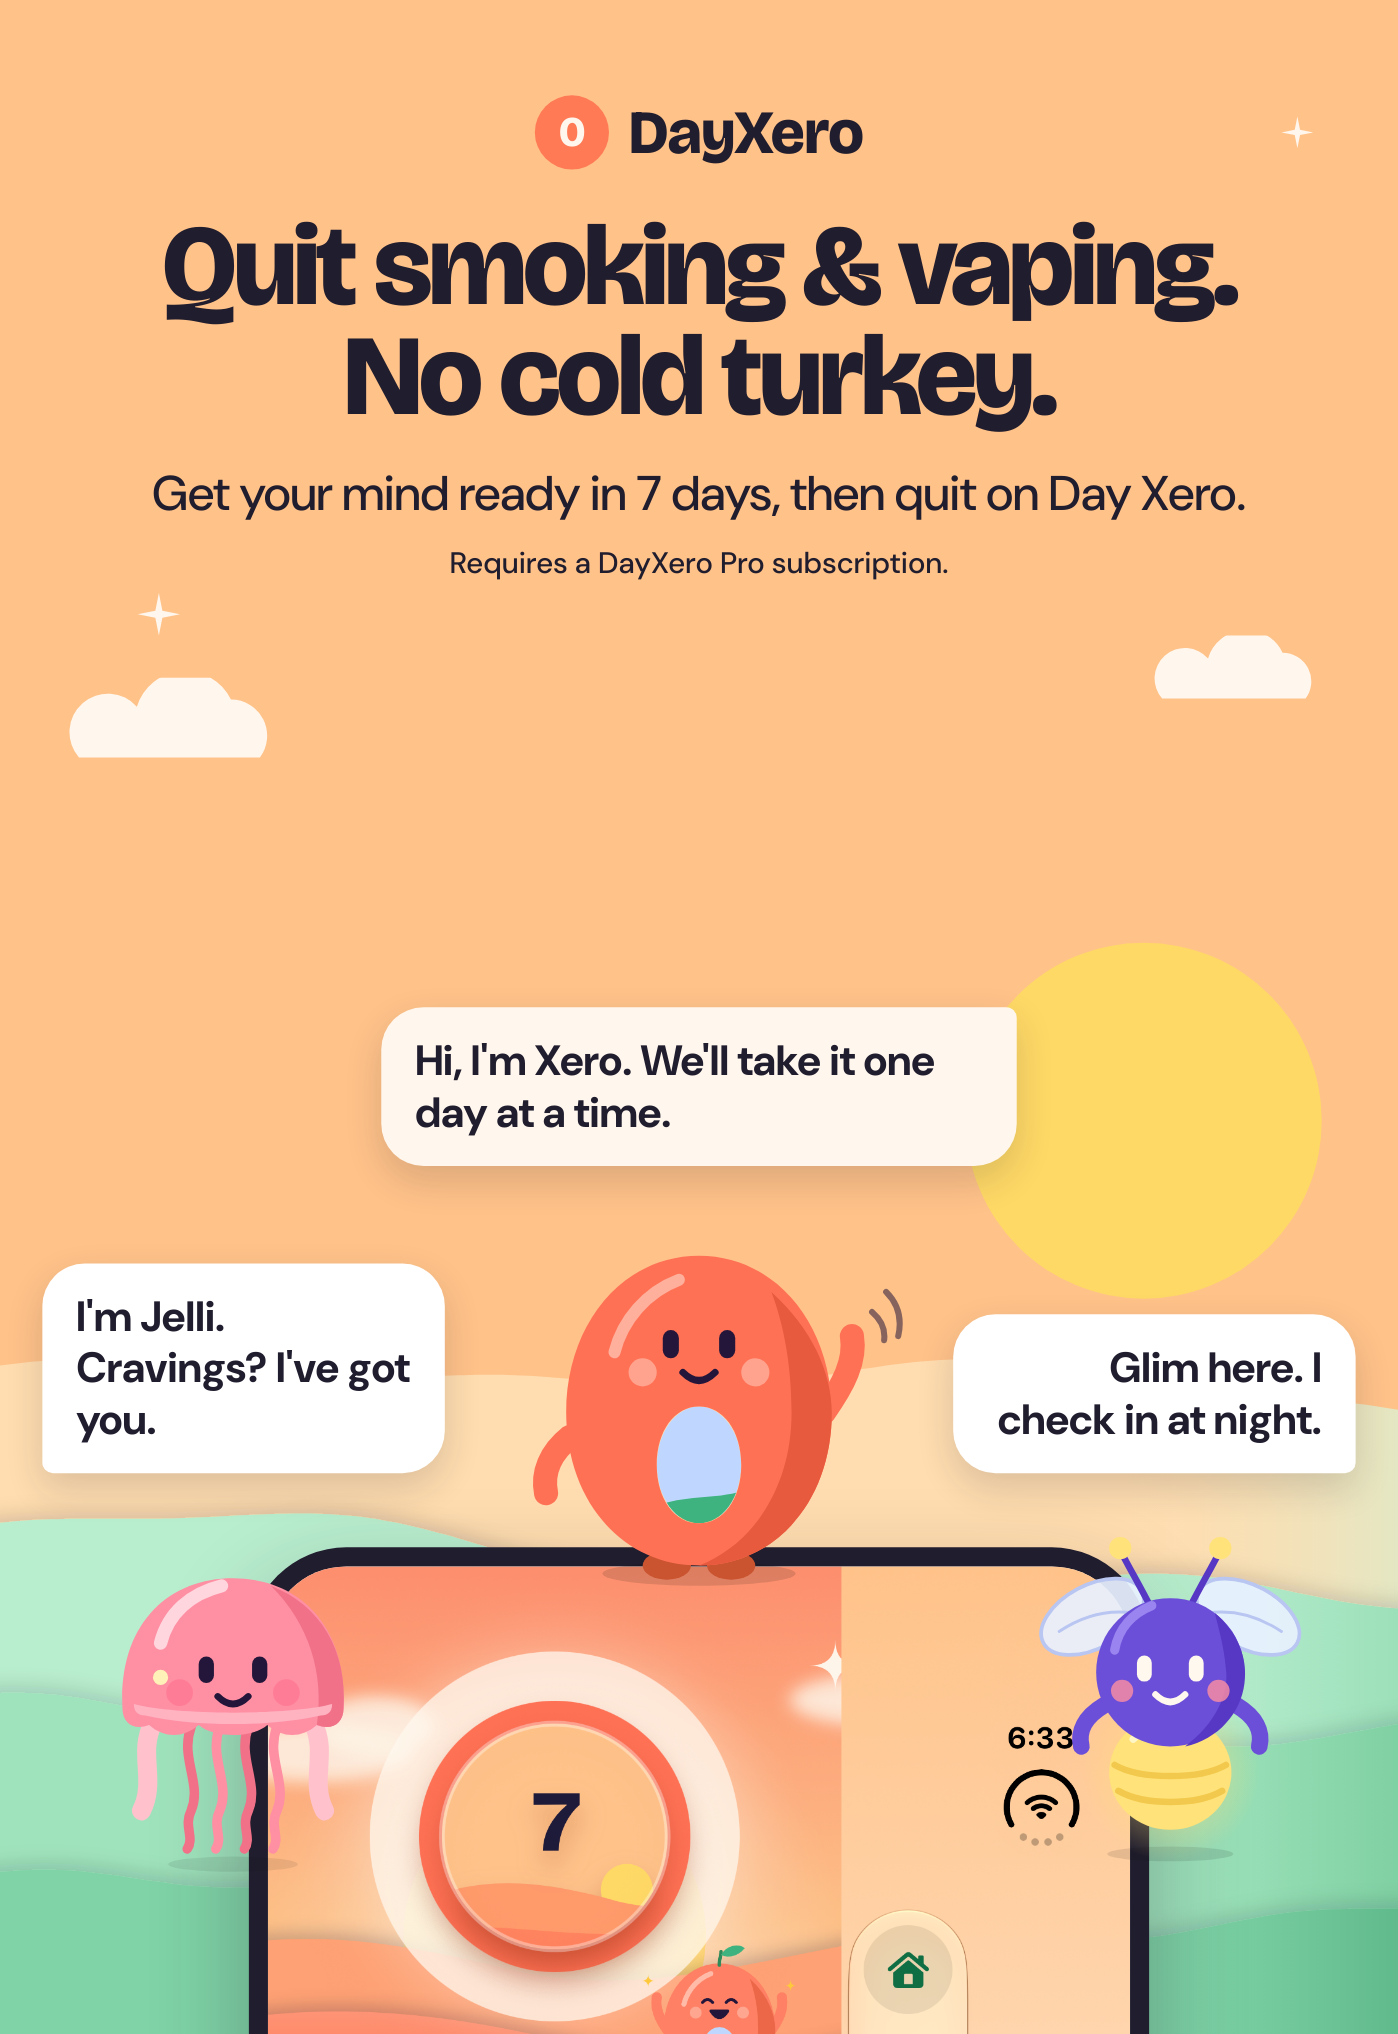 0 DayXero
Quit smoking & vaping.
No cold turkey.
Get your mind ready in 7 days, then quit on Day Xero.
Requires a DayXero Pro subscription.
Hi, I'm Xero. We'll take it one
day at a time.
I'm Jelli.
Cravings? I've got
you.
Glim here. I
check in at night.
6:33
7